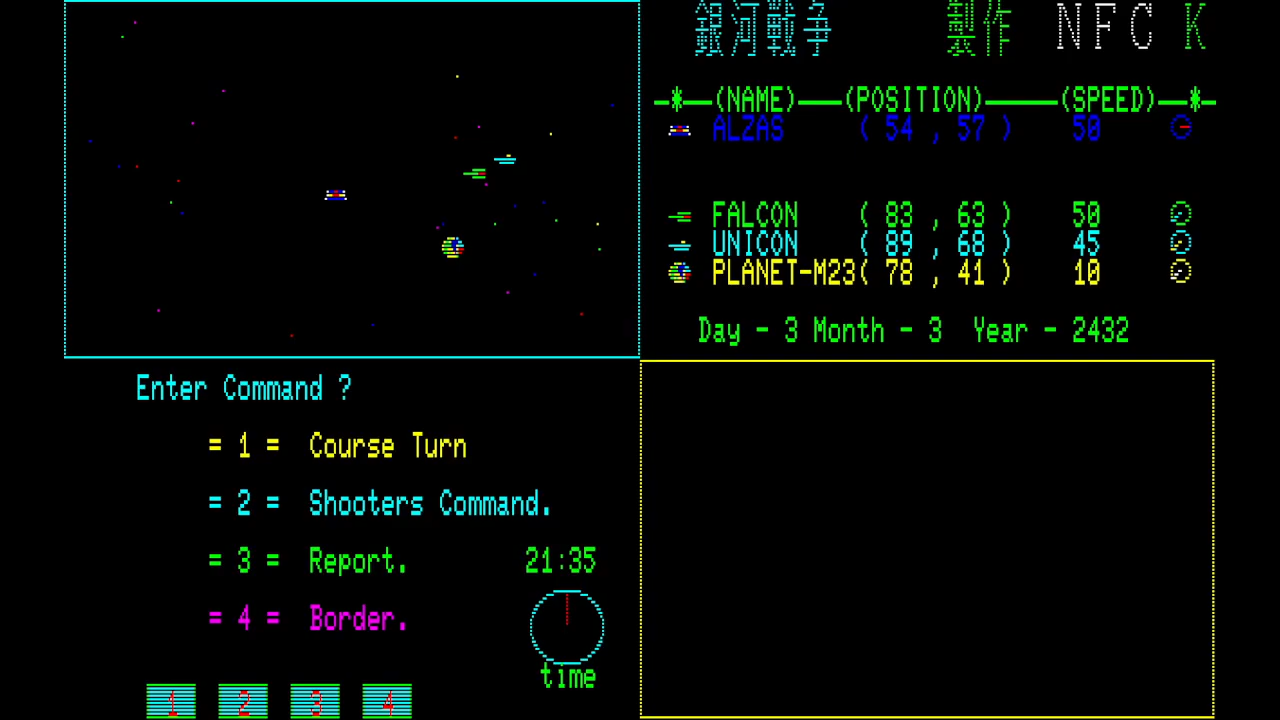 銀河戦争 製作 NFC K
-*-(NAME)-(POSITION)-(SPEED)-*-
ALZAS ( 54 , 57 ) 50
FALCON ( 83 , 63 ) 50
UNICON ( 89 , 68 ) 45
PLANET-M23( 78 , 41 ) 10
Day - 3 Month - 3 Year - 2432
Enter Command ?
= 1 = Course Turn
= 2 = Shooters Command.
= 3 = Report.
21:35
= 4 = Border.
time
1 2 3 4